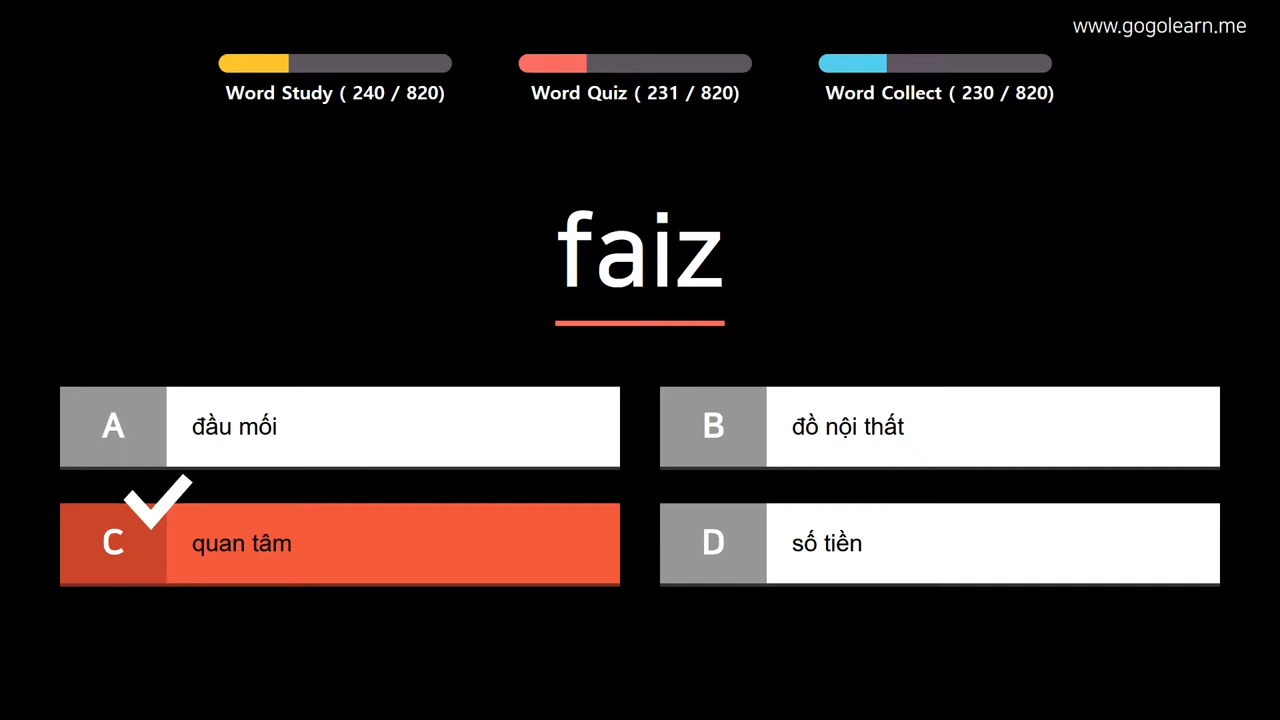 www.gogolearn.me
Word Study ( 240 / 820)
Word Quiz ( 231 / 820)
Word Collect ( 230 / 820)
faiz
A
đầu mối
B
đồ nội thất
C
quan tâm
D
số tiền